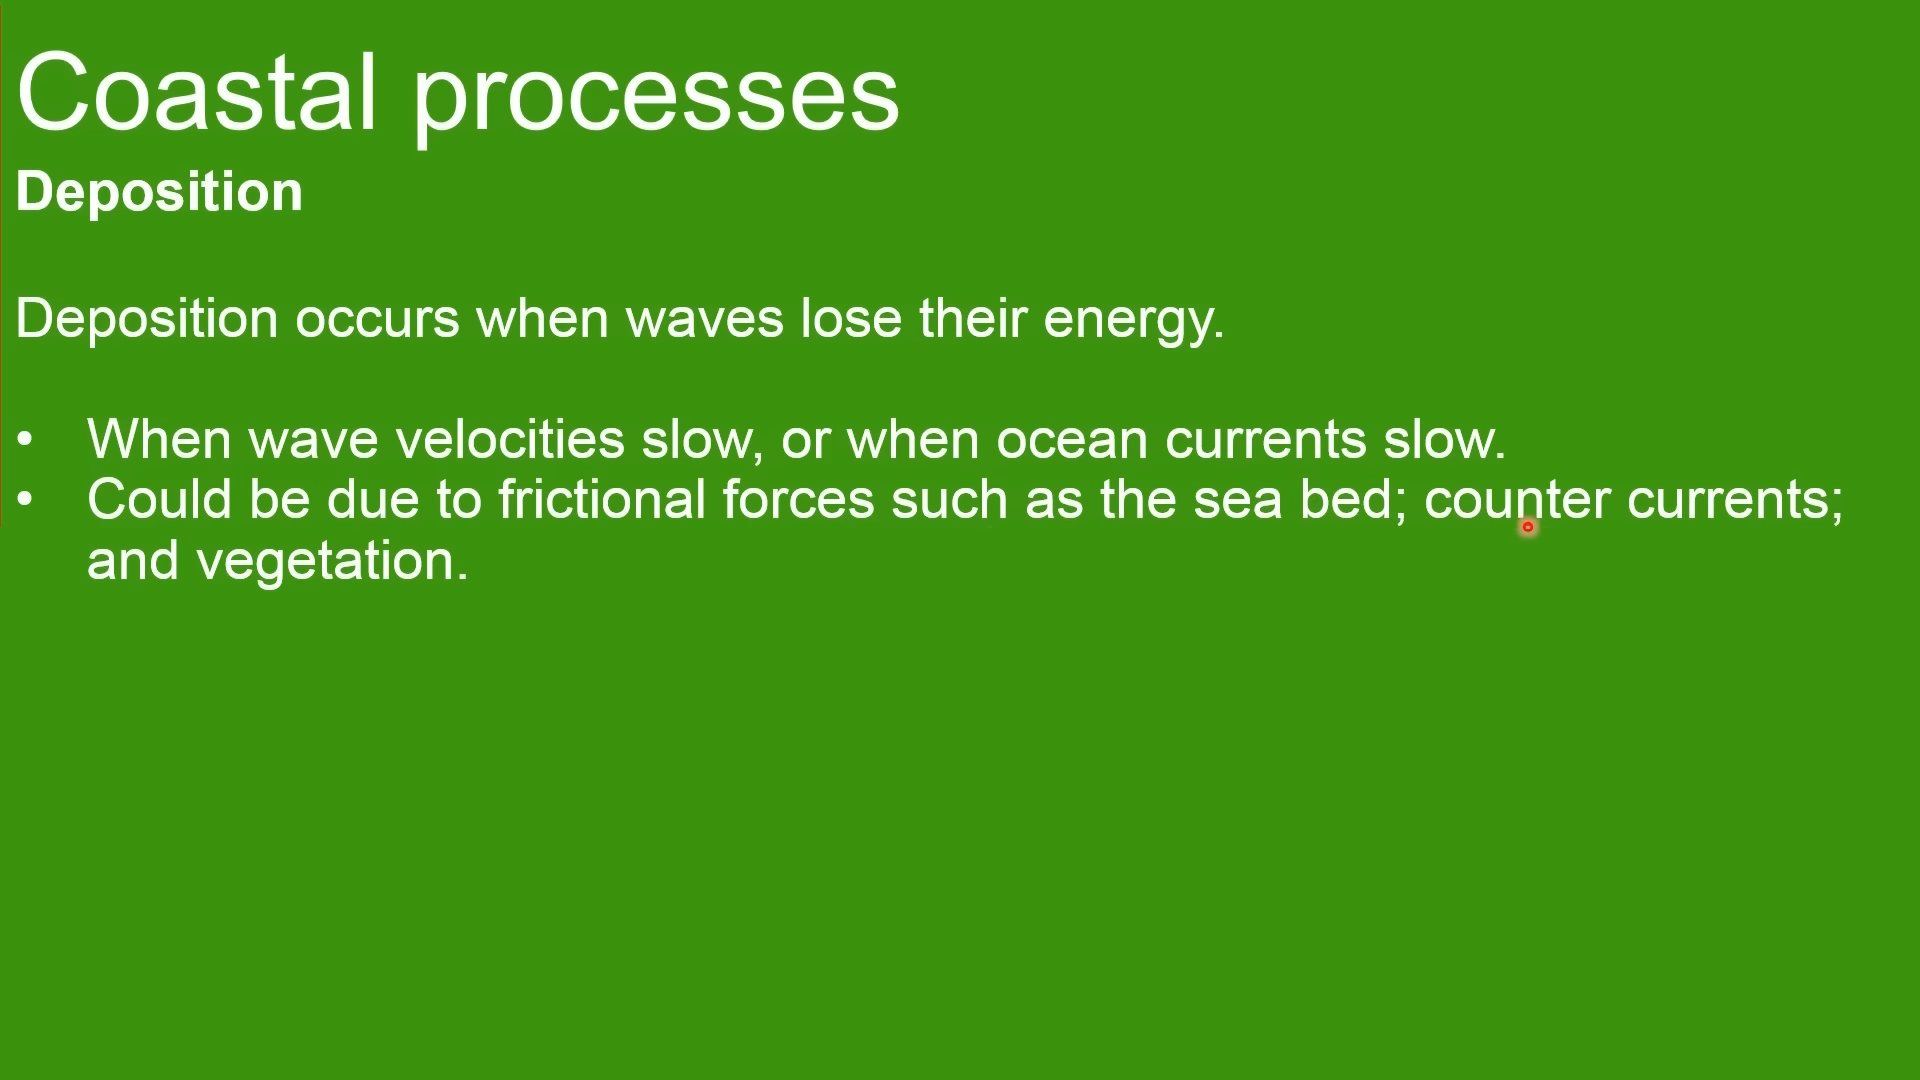 Coastal processes
Deposition
Deposition occurs when waves lose their energy.
• When wave velocities slow, or when ocean currents slow.
• Could be due to frictional forces such as the sea bed; counter currents;
and vegetation.